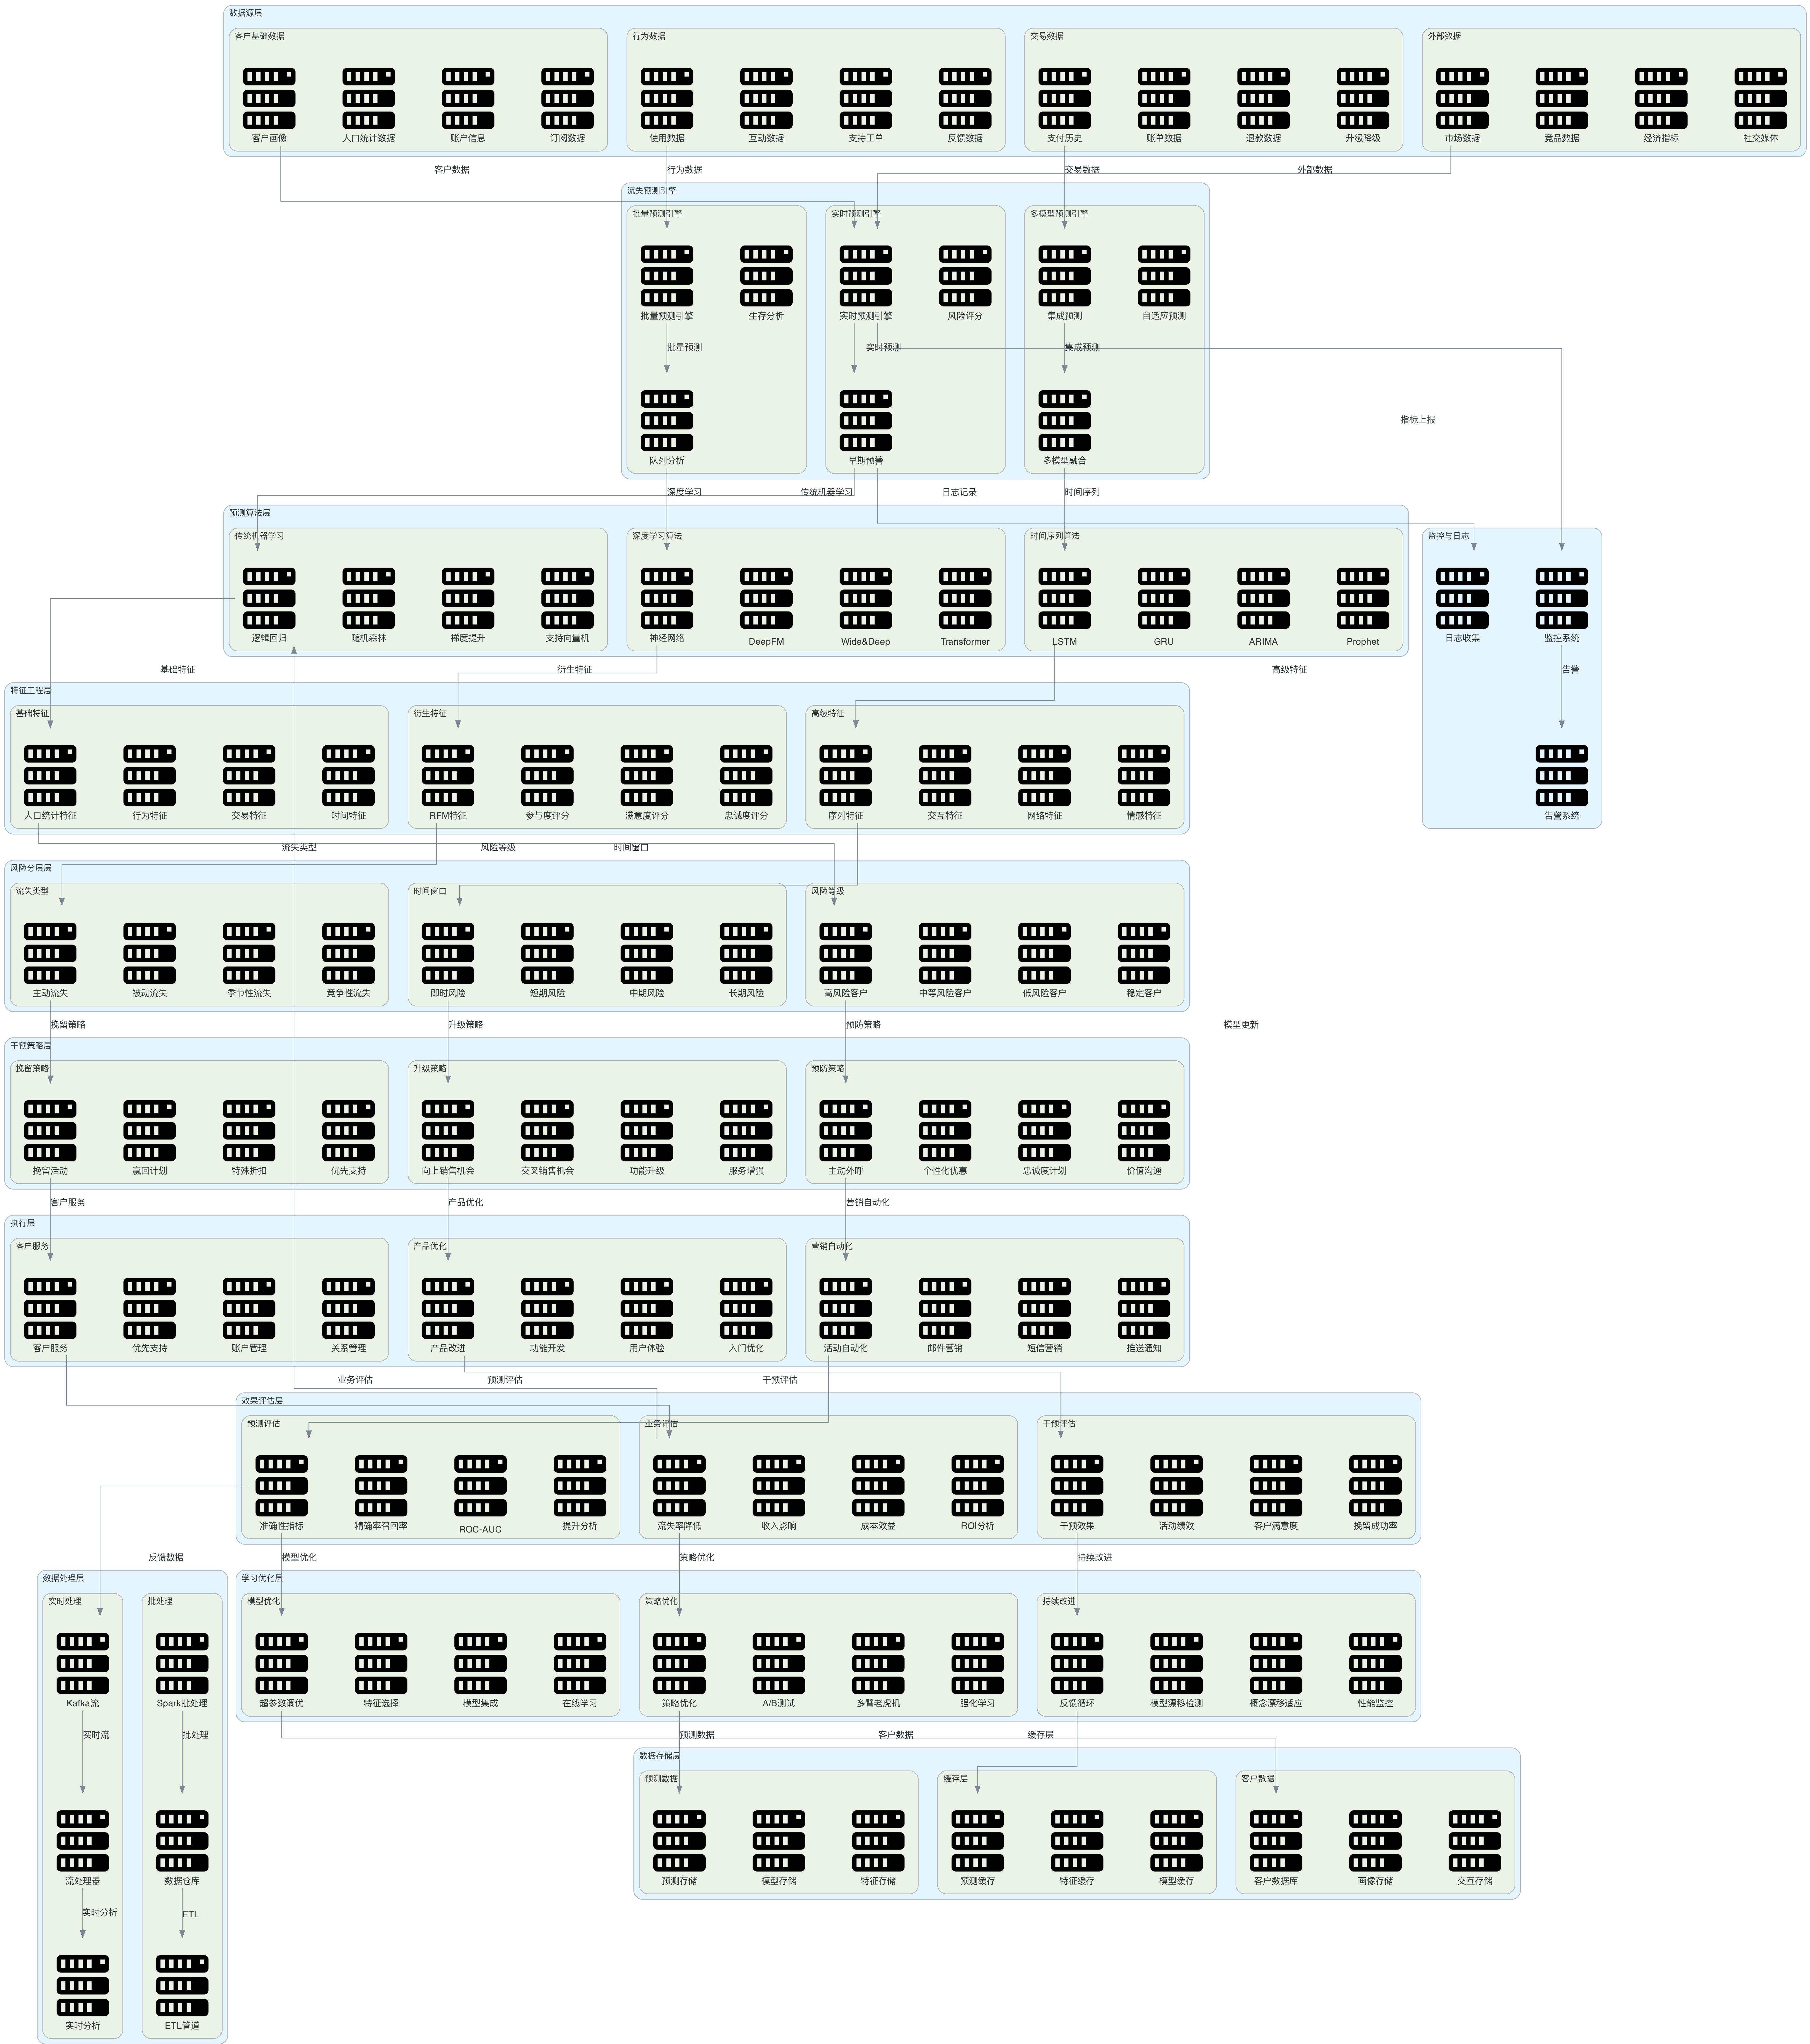 数据源层
客户基础数据
行为数据
交易数据
外部数据
客户画像
人口统计数据
账户信息
订阅数据
使用数据
互动数据
支持工单
反馈数据
支付历史
账单数据
退款数据
升级降级
市场数据
竞品数据
经济指标
社交媒体
客户数据
行为数据
交易数据
外部数据
流失预测引擎
批量预测引擎
实时预测引擎
多模型预测引擎
批量预测引擎
生存分析
实时预测引擎
风险评分
集成预测
自适应预测
批量预测
实时预测
集成预测
指标上报
队列分析
早期预警
多模型融合
深度学习
传统机器学习
日志记录
时间序列
预测算法层
传统机器学习
深度学习算法
时间序列算法
监控与日志
逻辑回归
随机森林
梯度提升
支持向量机
神经网络
DeepFM
Wide&Deep
Transformer
LSTM
GRU
ARIMA
Prophet
日志收集
监控系统
基础特征
衍生特征
高级特征
告警
特征工程层
基础特征
衍生特征
高级特征
人口统计特征
行为特征
交易特征
时间特征
RFM特征
参与度评分
满意度评分
忠诚度评分
序列特征
交互特征
网络特征
情感特征
告警系统
流失类型
风险等级
时间窗口
风险分层层
流失类型
时间窗口
风险等级
主动流失
被动流失
季节性流失
竞争性流失
即时风险
短期风险
中期风险
长期风险
高风险客户
中等风险客户
低风险客户
稳定客户
挽留策略
升级策略
预防策略
模型更新
干预策略层
挽留策略
升级策略
预防策略
挽留活动
赢回计划
特殊折扣
优先支持
向上销售机会
交叉销售机会
功能升级
服务增强
主动外呼
个性化优惠
忠诚度计划
价值沟通
客户服务
产品优化
营销自动化
执行层
客户服务
产品优化
营销自动化
客户服务
优先支持
账户管理
关系管理
产品改进
功能开发
用户体验
入门优化
活动自动化
邮件营销
短信营销
推送通知
业务评估
预测评估
干预评估
效果评估层
预测评估
业务评估
干预评估
准确性指标
精确率召回率
ROC-AUC
提升分析
流失率降低
收入影响
成本效益
ROI分析
干预效果
活动绩效
客户满意度
挽留成功率
反馈数据
模型优化
策略优化
持续改进
数据处理层
学习优化层
实时处理
批处理
模型优化
策略优化
持续改进
Kafka流
Spark批处理
超参数调优
特征选择
模型集成
在线学习
策略优化
A/B测试
多臂老虎机
强化学习
反馈循环
模型漂移检测
概念漂移适应
性能监控
实时流
批处理
预测数据
客户数据
缓存层
数据存储层
预测数据
缓存层
客户数据
流处理器
数据仓库
预测存储
模型存储
特征存储
预测缓存
特征缓存
模型缓存
客户数据库
画像存储
交互存储
实时分析
ETL
实时分析
ETL管道